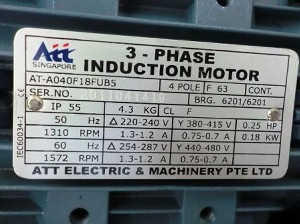 Att
SINGAPORE
3 - PHASE
INDUCTION MOTOR
AT-A040F18FUB5 4 POLE F 63 CONT.
SERI.NO. BRG. 6201/6201
IP 55 4.3 KG CL F
50 Hz △ 220-240 V Y 380-415 V 0.25 HP
1310 RPM 1.3-1.2 A 0.75-0.7 A 0.18 KW
60 Hz △ 254-287 V Y 440-480 V
1572 RPM 1.3-1.2 A 0.75-0.7 A
IEC60034-1 CE
ATT ELECTRIC & MACHINERY PTE LTD